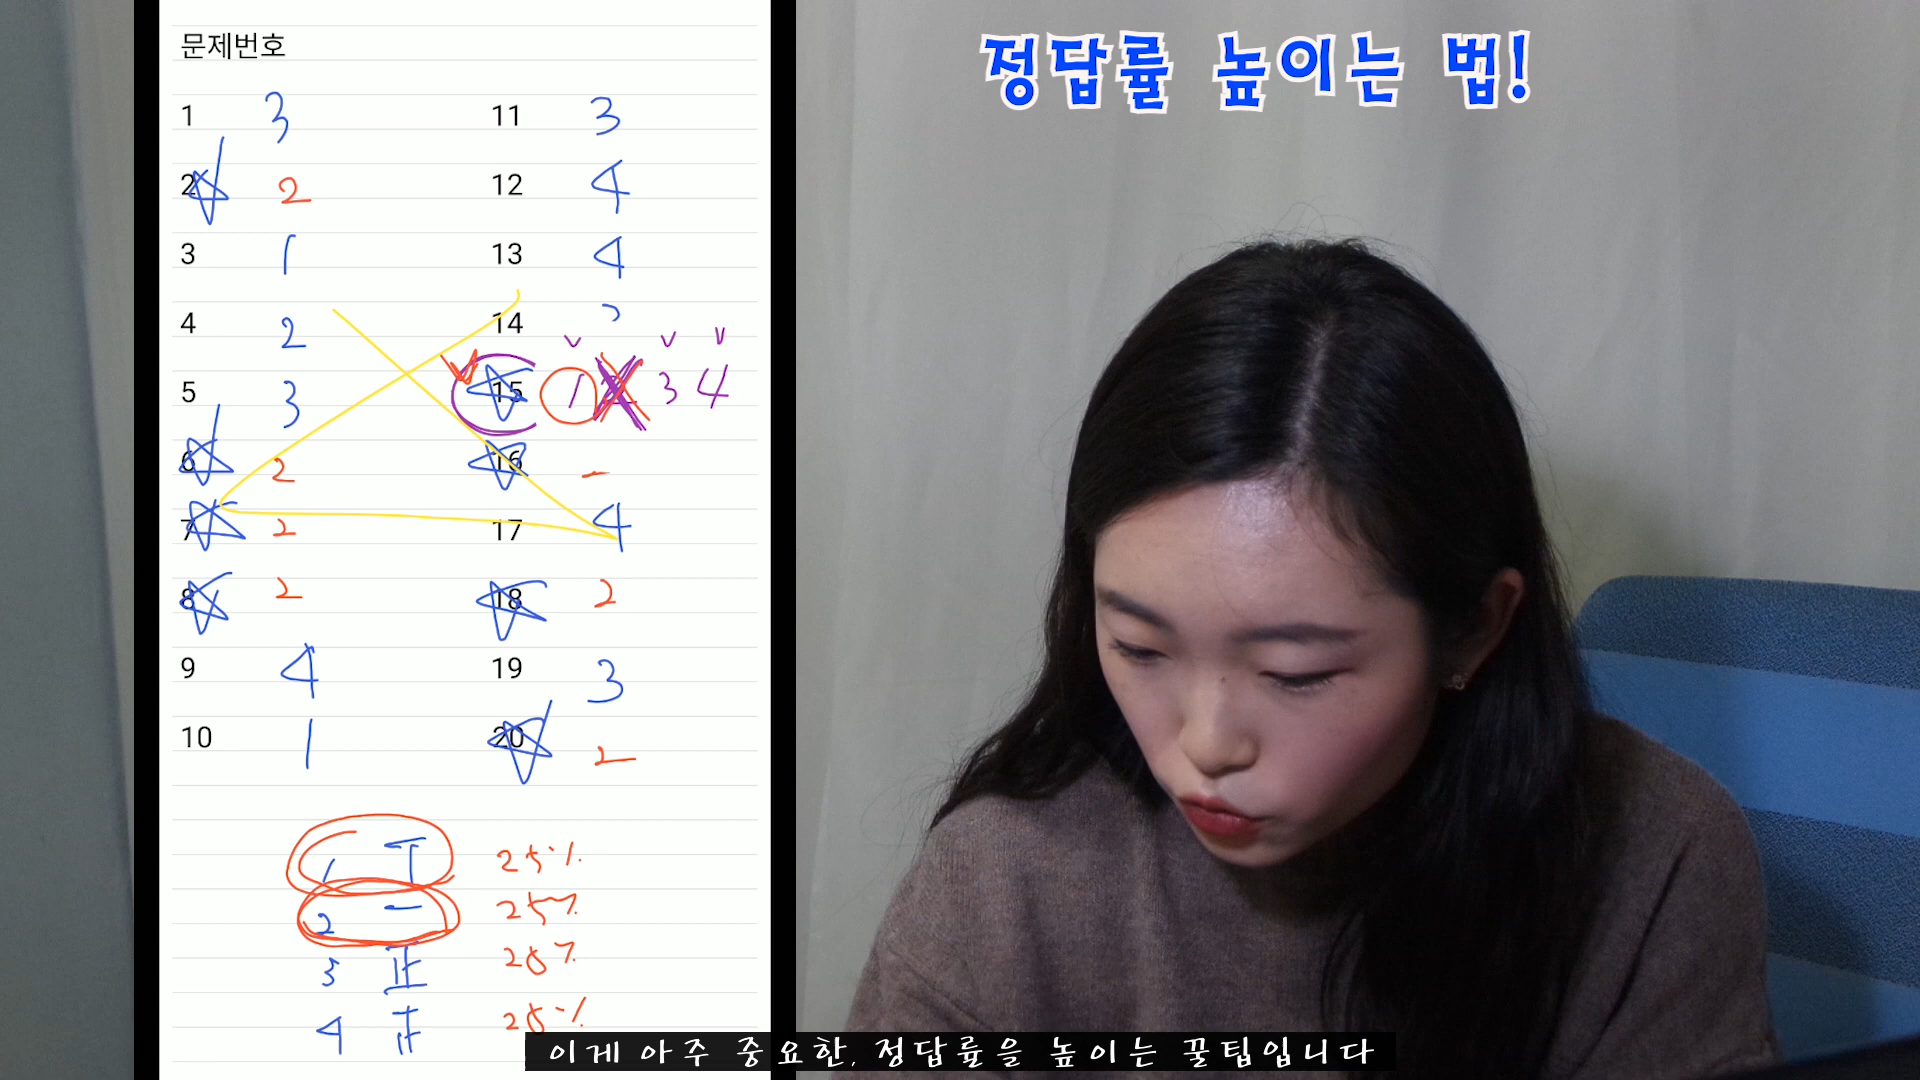 정답률 높이는 법!
문제번호
1 3
2 2
3 1
4 2
5 3
6 2
7 2
8 2
9 4
10 1
11 3
12 4
13 4
14
15 1 3 4
16
17 4
18 2
19 3
20 2
1 丅 25%
2 一 25%
3 正 25%
4 25%
이게 아주 중요한, 정답률을 높이는 꿀팁입니다